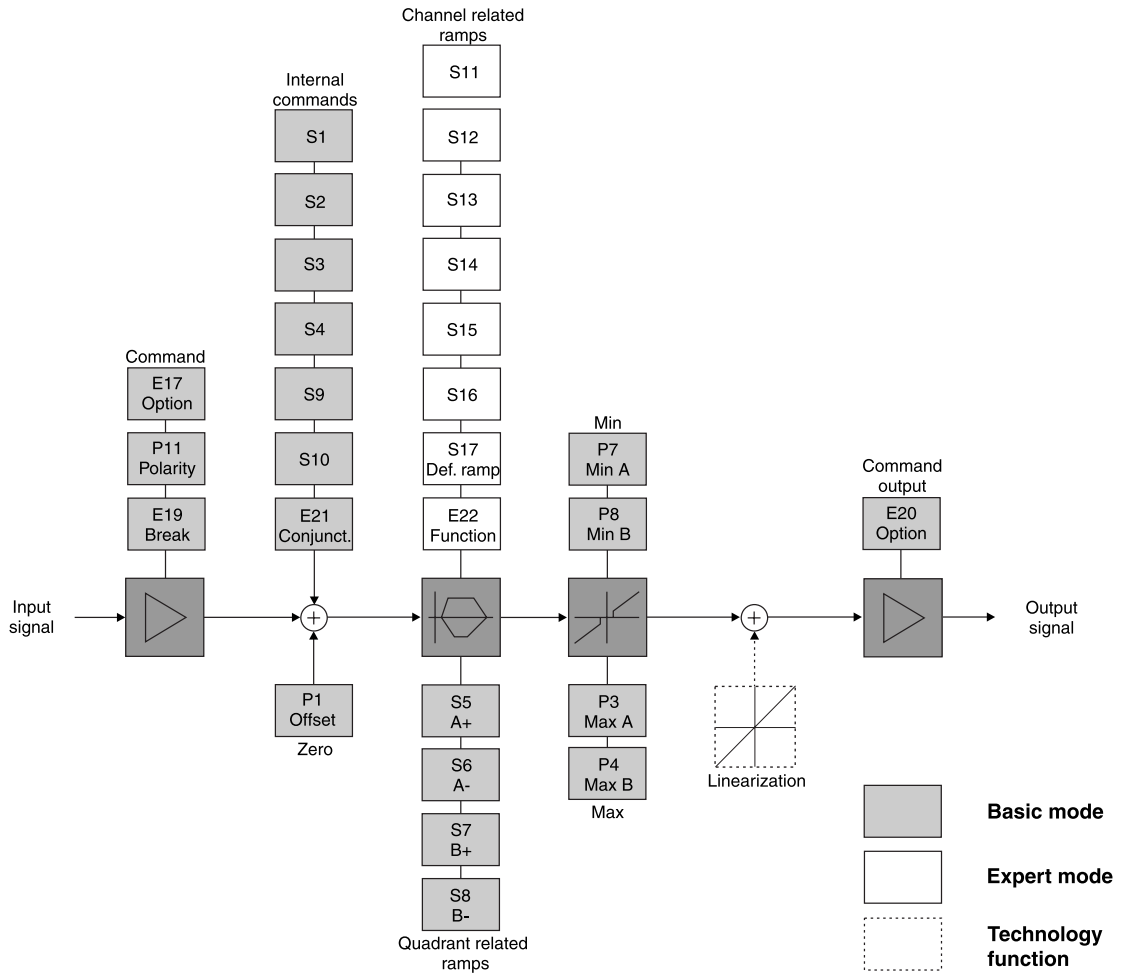 Channel related
ramps
S11
Internal
commands
S1
S12
S2
S13
S3
S14
S4
S15
Command
E17
Option
S9
S16
Min
P11
Polarity
S10
S17
Def. ramp
P7
Min A
Command
output
E19
Break
E21
Conjunct.
E22
Function
P8
Min B
E20
Option
Input
signal
+
+
Output
signal
P1
Offset
Zero
S5
A+
P3
Max A
S6
A-
P4
Max B
Max
Linearization
S7
B+
Basic mode
S8
B-
Expert mode
Quadrant related
ramps
Technology
function